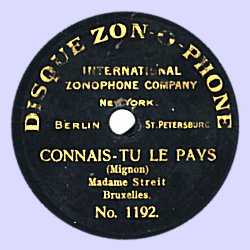 DISQUE ZON-O-PHONE
INTERNATIONAL
ZONOPHONE COMPANY
NEW YORK.
BERLIN ST. PETERSBURG
CONNAIS-TU LE PAYS
(Mignon)
Madame Streit
Bruxelles.
No. 1192.